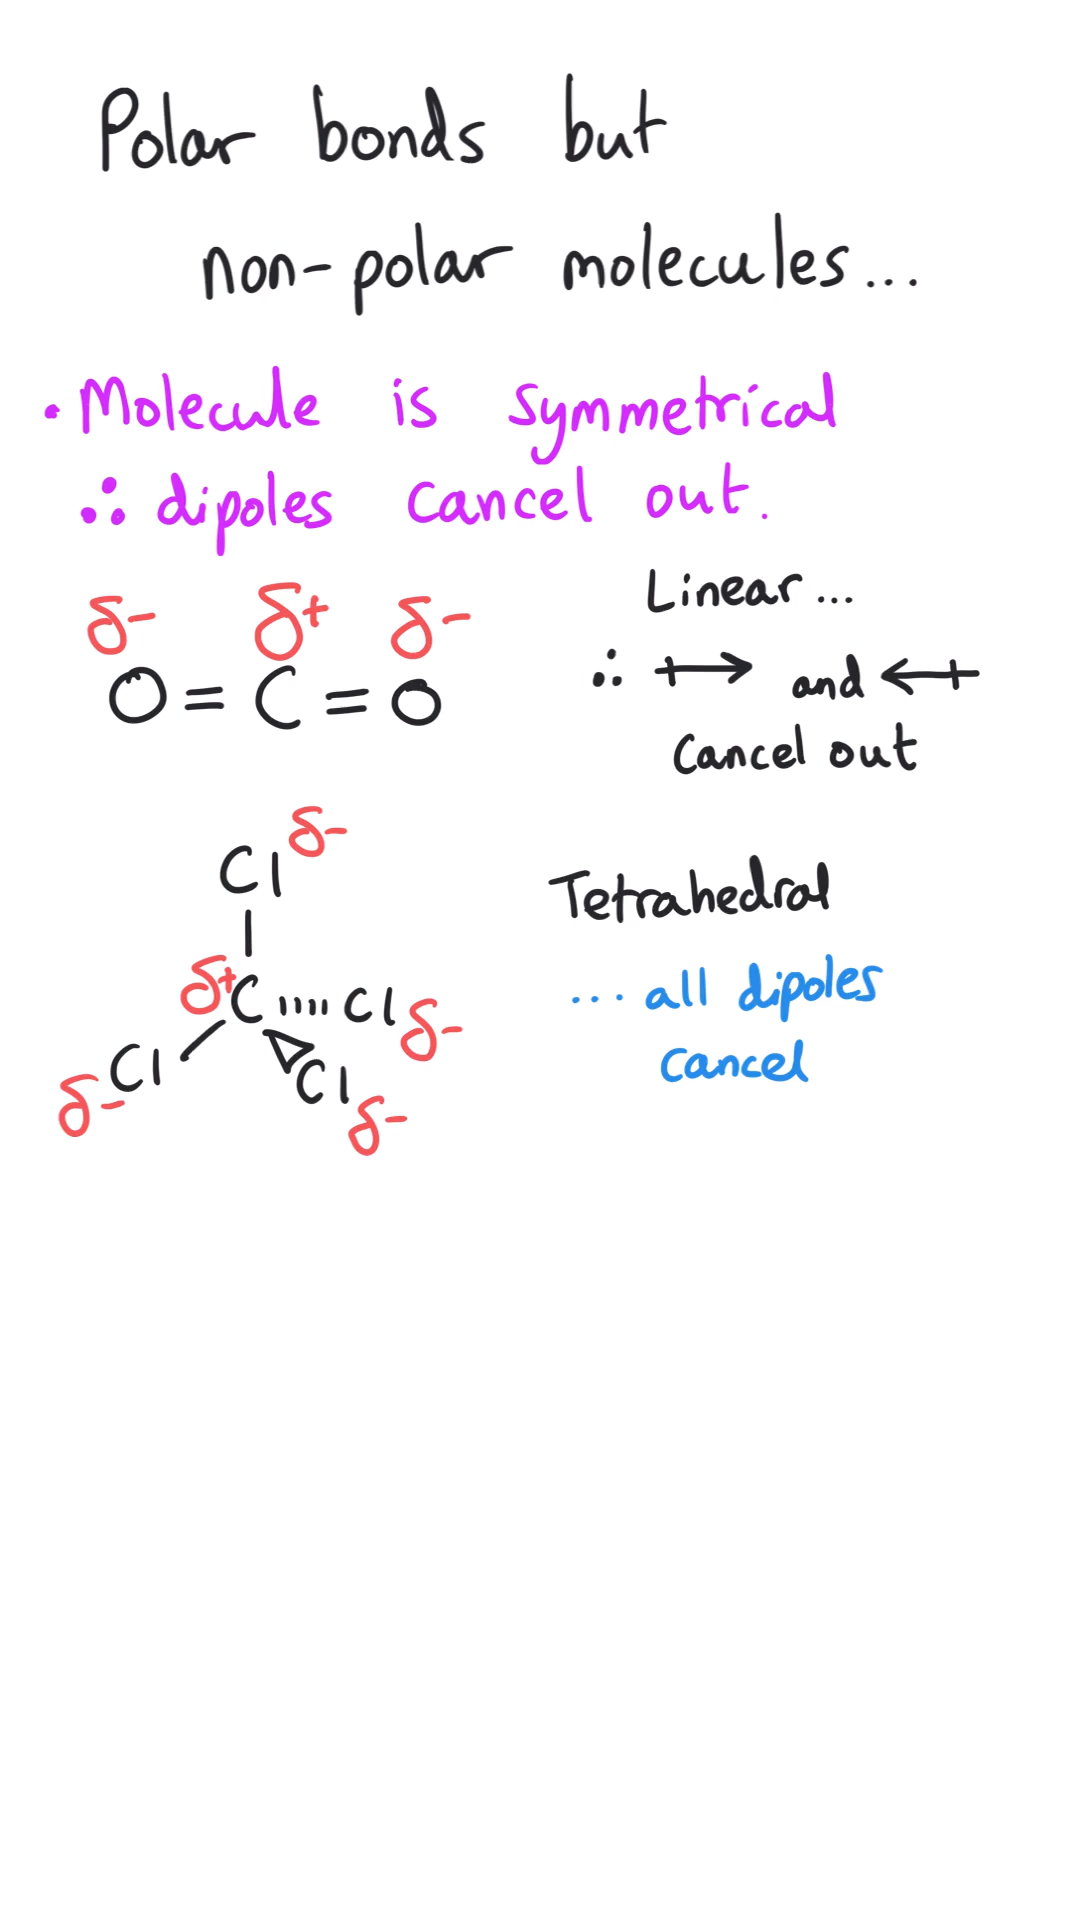 Polar bonds but
non-polar molecules...
• Molecule is symmetrical
∴ dipoles cancel out.
δ- δ+ δ-
O = C = O
Linear...
∴ ⟼ and ⟻
cancel out
Cl δ-
δ+ C Cl δ-
Cl δ-
Cl δ-
Tetrahedral
... all dipoles
cancel